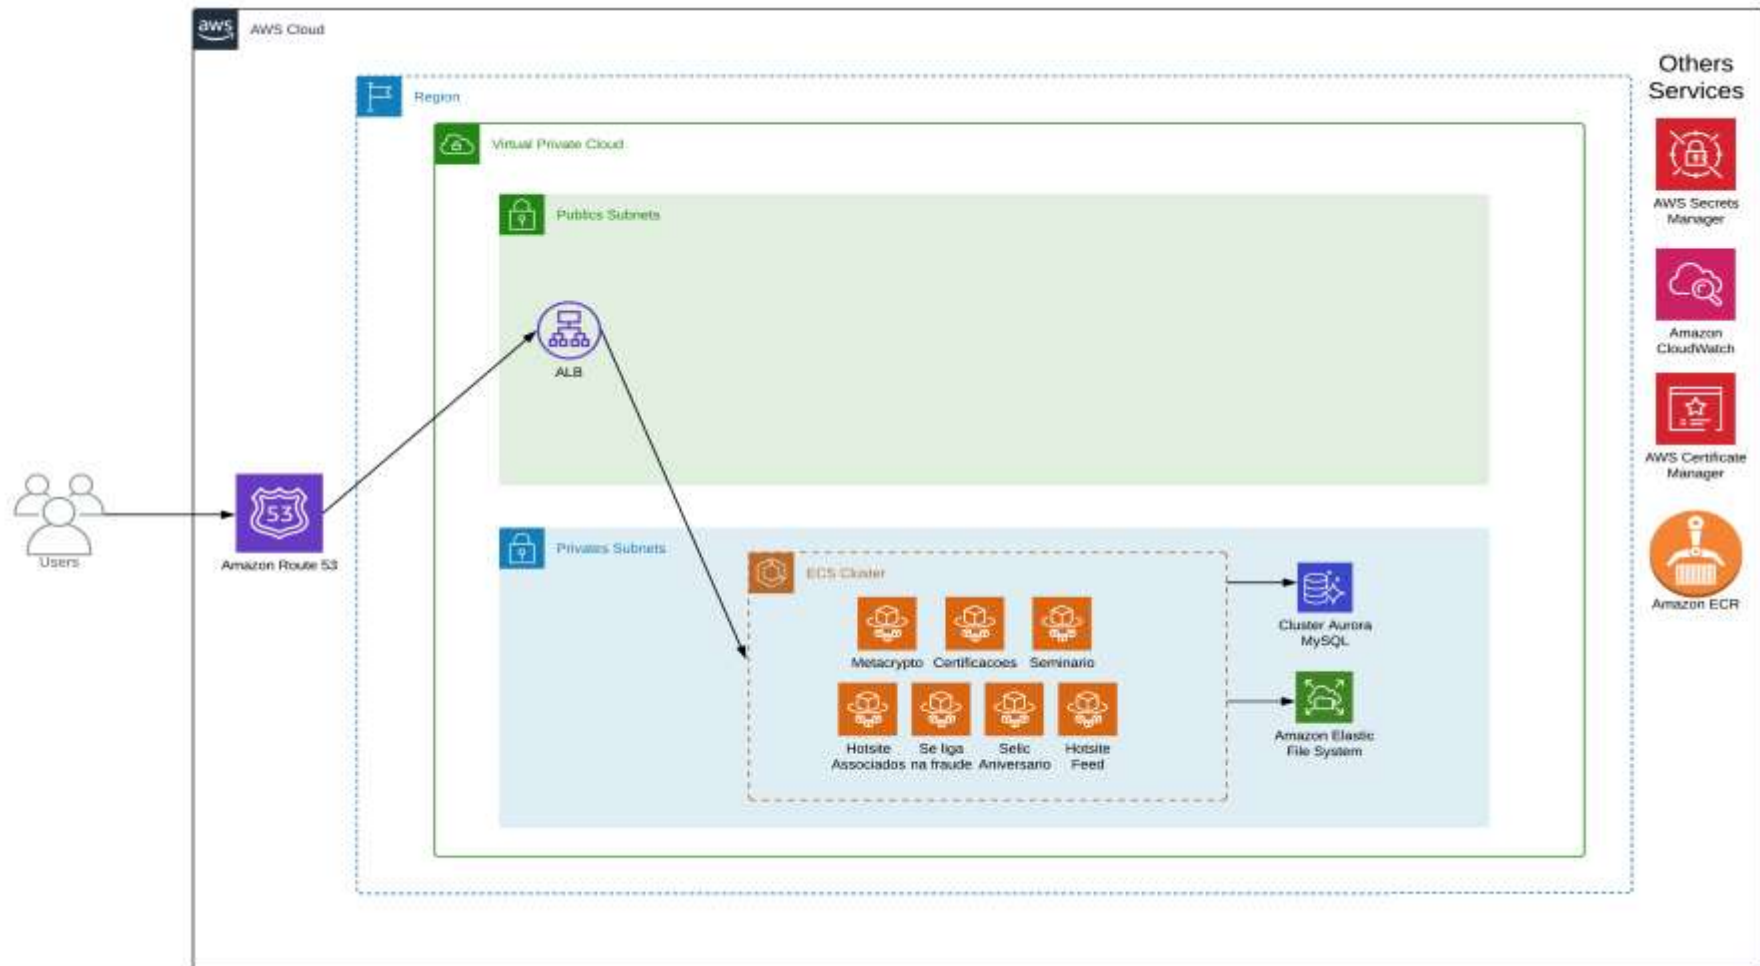 aws
AWS Cloud
Others
Services
Region
Virtual Private Cloud
Publics Subnets
AWS Secrets
Manager
ALB
Amazon
CloudWatch
AWS Certificate
Manager
Users
53
Amazon Route 53
Privates Subnets
ECS Cluster
Metacrypto
Certificacoes
Seminario
Hotsite
Associados
Se liga
na fraude
Selic
Aniversario
Hotsite
Feed
Cluster Aurora
MySQL
Amazon Elastic
File System
Amazon ECR